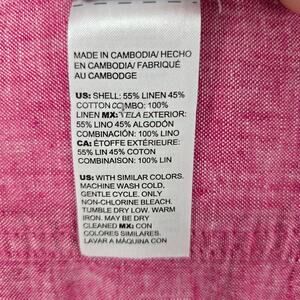 MADE IN CAMBODIA/ HECHO
EN CAMBODIA/ FABRIQUÉ
AU CAMBODGE
US: SHELL: 55% LINEN 45%
COTTON COMBO: 100%
LINEN MX: TELA EXTERIOR:
55% LINO 45% ALGODÓN
COMBINACIÓN: 100% LINO
CA: ÉTOFFE EXTÉRIEURE:
55% LIN 45% COTON
COMBINAISON: 100% LIN
US: WITH SIMILAR COLORS.
MACHINE WASH COLD,
GENTLE CYCLE. ONLY
NON-CHLORINE BLEACH.
TUMBLE DRY LOW. WARM
IRON. MAY BE DRY
CLEANED MX: CON
COLORES SIMILARES.
LAVAR A MÁQUINA CON